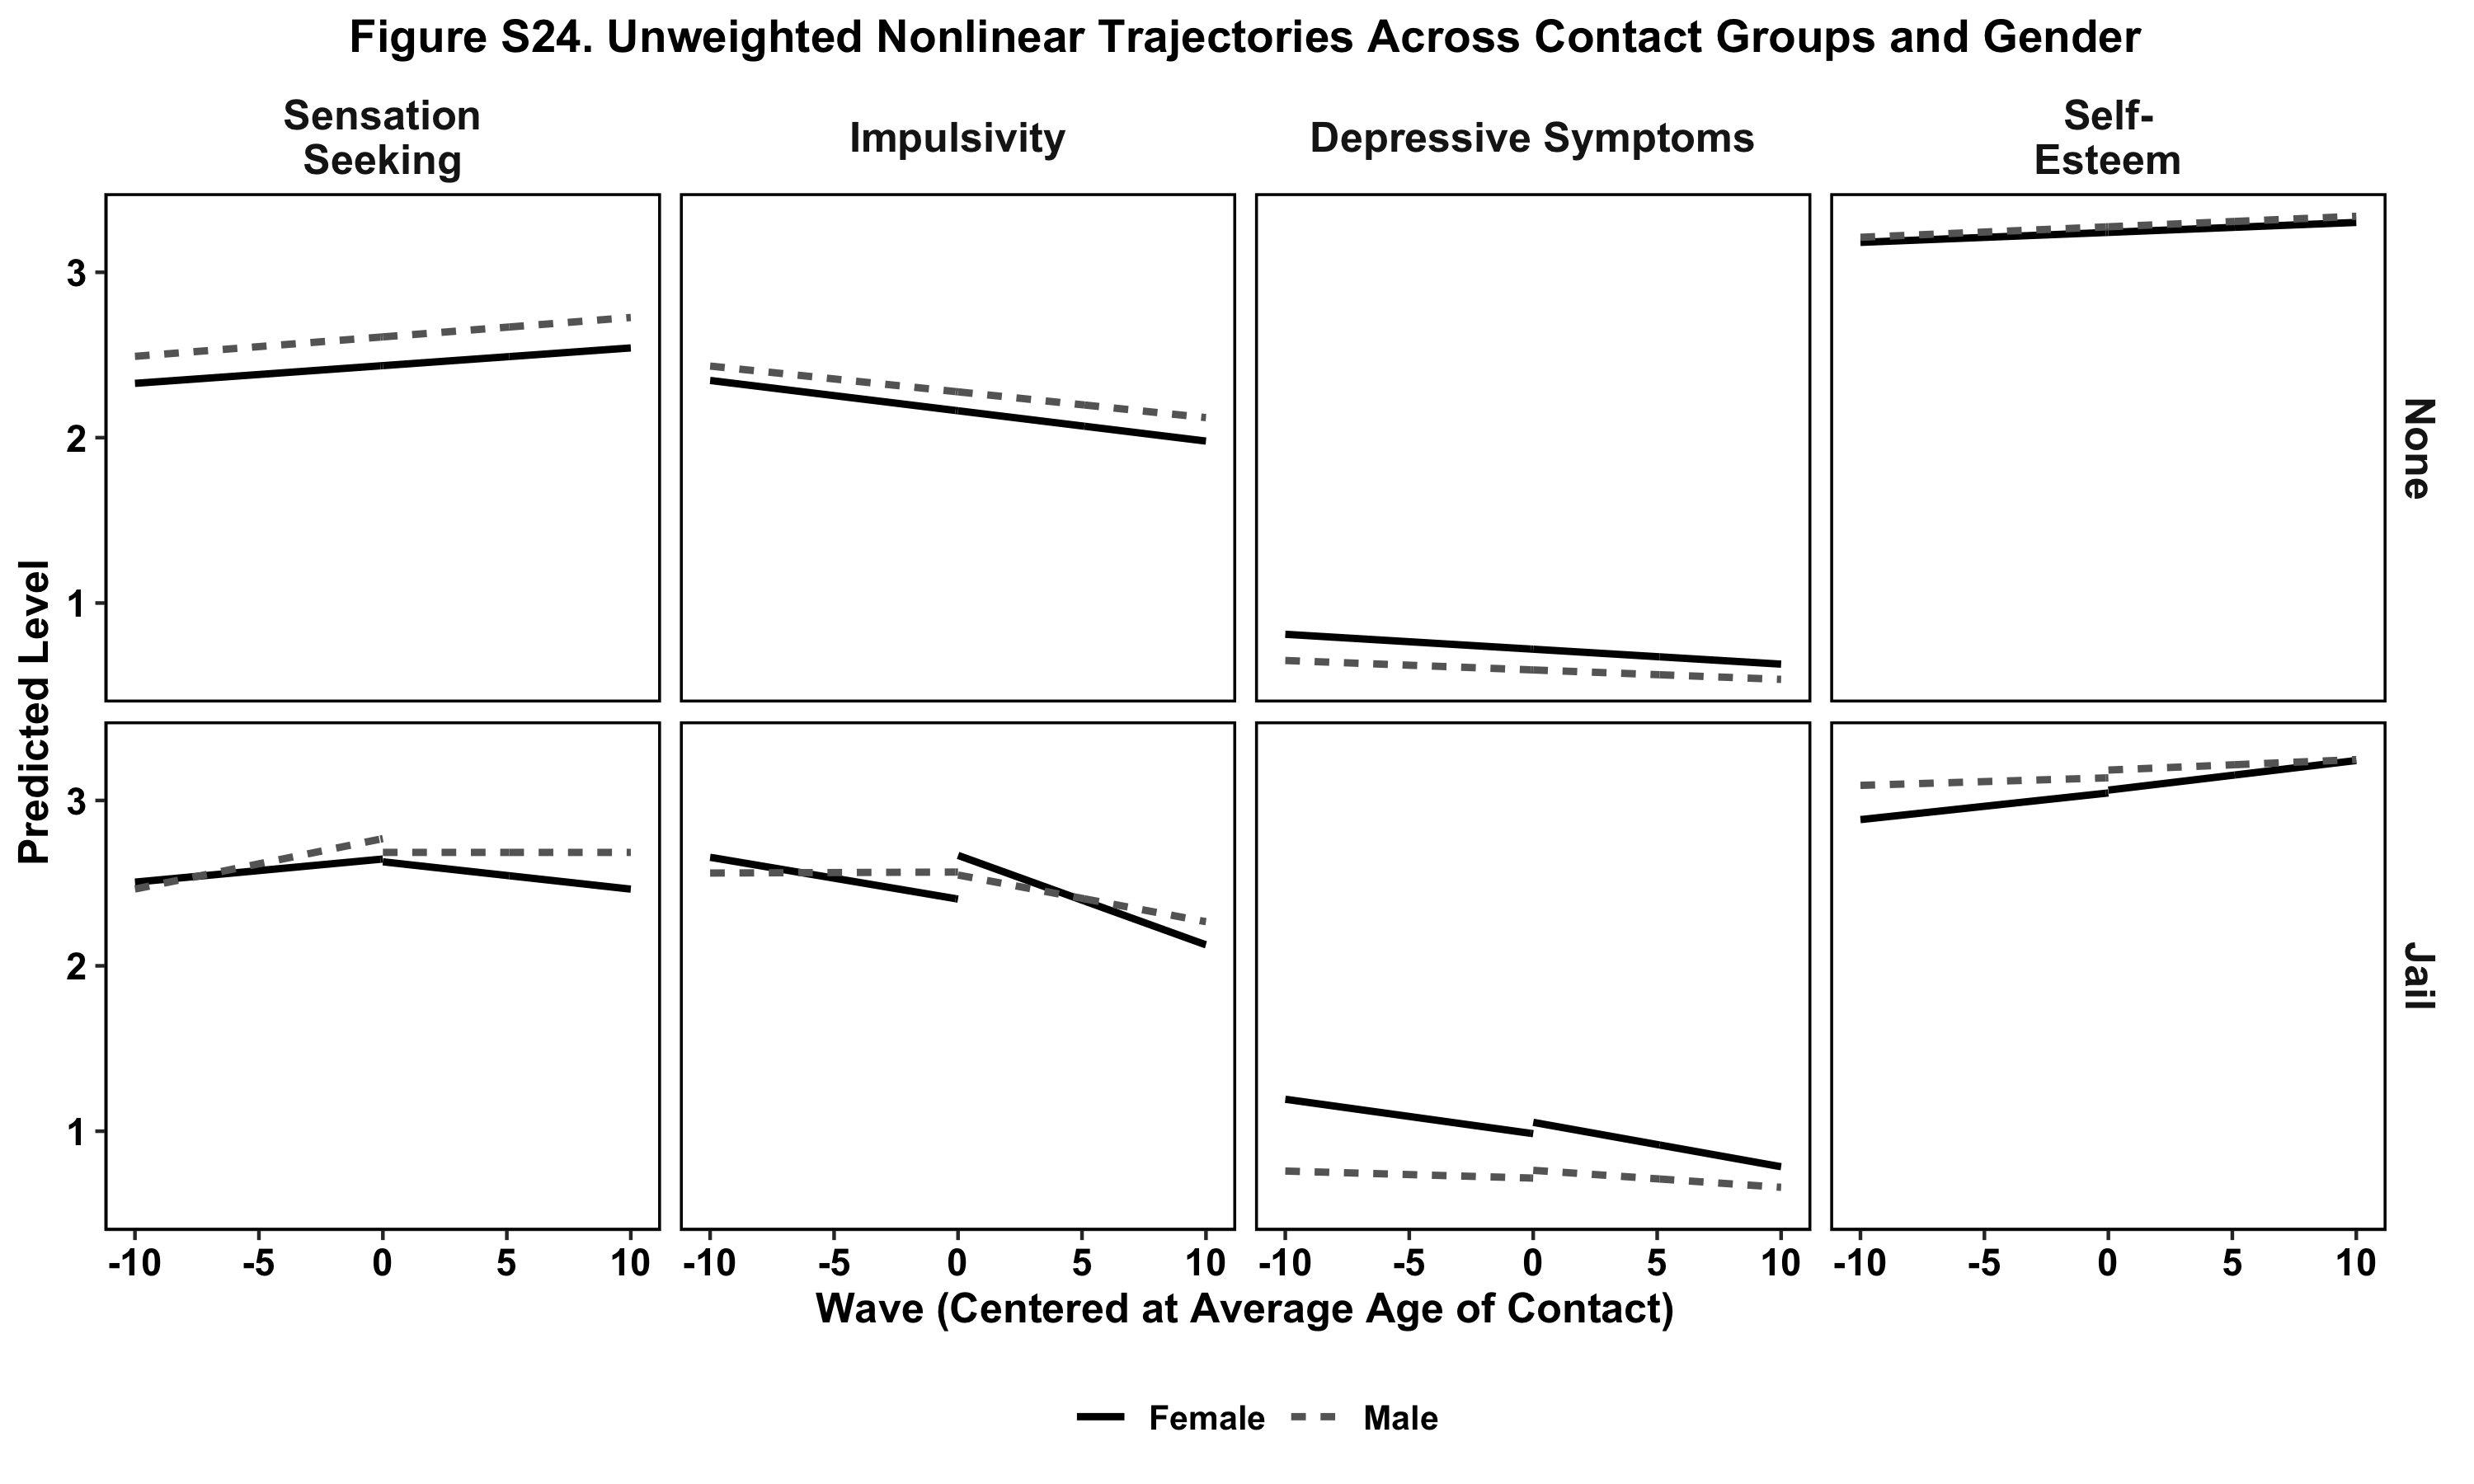 Figure S24. Unweighted Nonlinear Trajectories Across Contact Groups and Gender
Sensation
Seeking
Impulsivity
Depressive Symptoms
Self-
Esteem
3
2
1
None
Predicted Level
3
2
1
Jail
-10 -5 0 5 10
-10 -5 0 5 10
-10 -5 0 5 10
-10 -5 0 5 10
Wave (Centered at Average Age of Contact)
Female
Male